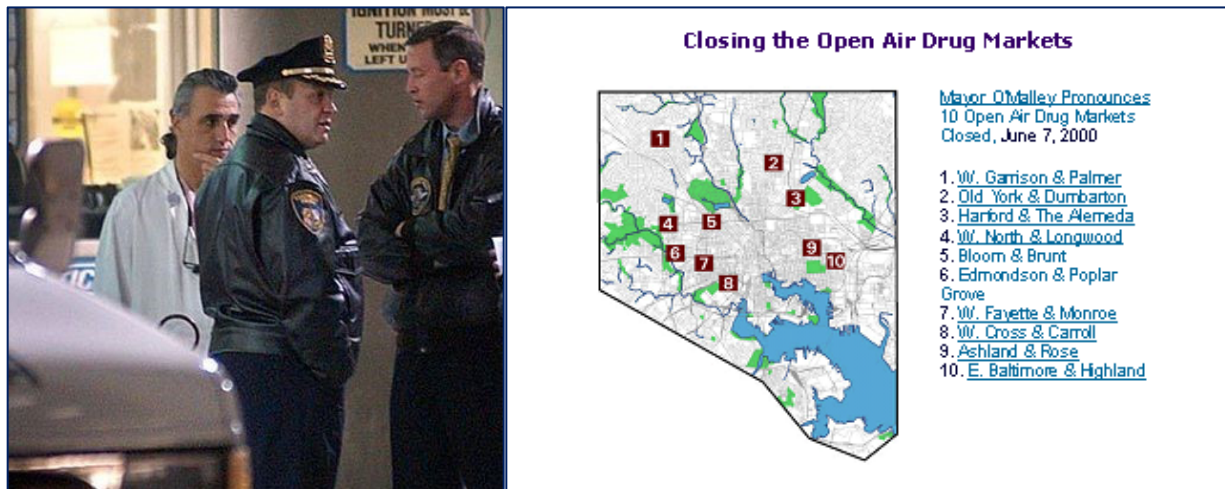 IGNITION MUST BE
TURNED
WHEN
LEFT U
Closing the Open Air Drug Markets
Mayor O'Malley Pronounces
10 Open Air Drug Markets
Closed, June 7, 2000
1
2
3
4
5
6
7
8
9
10
1. W. Garrison & Palmer
2. Old York & Dumbarton
3. Harford & The Alemeda
4. W. North & Longwood
5. Bloom & Brunt
6. Edmondson & Poplar
Grove
7. W. Fayette & Monroe
8. W. Cross & Carroll
9. Ashland & Rose
10. E. Baltimore & Highland